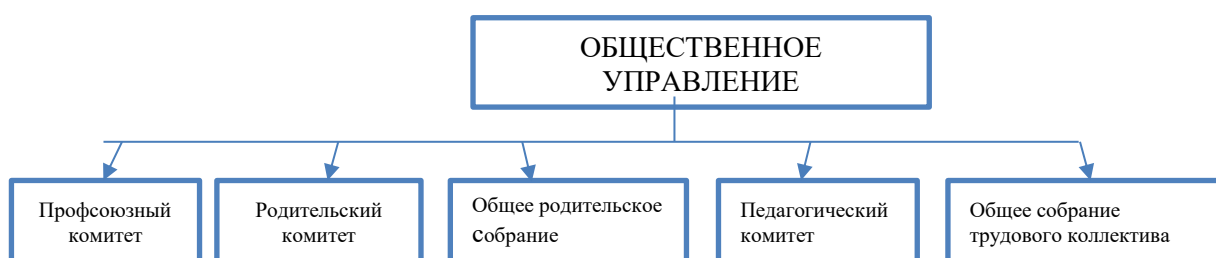 ОБЩЕСТВЕННОЕ
УПРАВЛЕНИЕ
Профсоюзный
комитет
Родительский
комитет
Общее родительское
собрание
Педагогический
комитет
Общее собрание
трудового коллектива